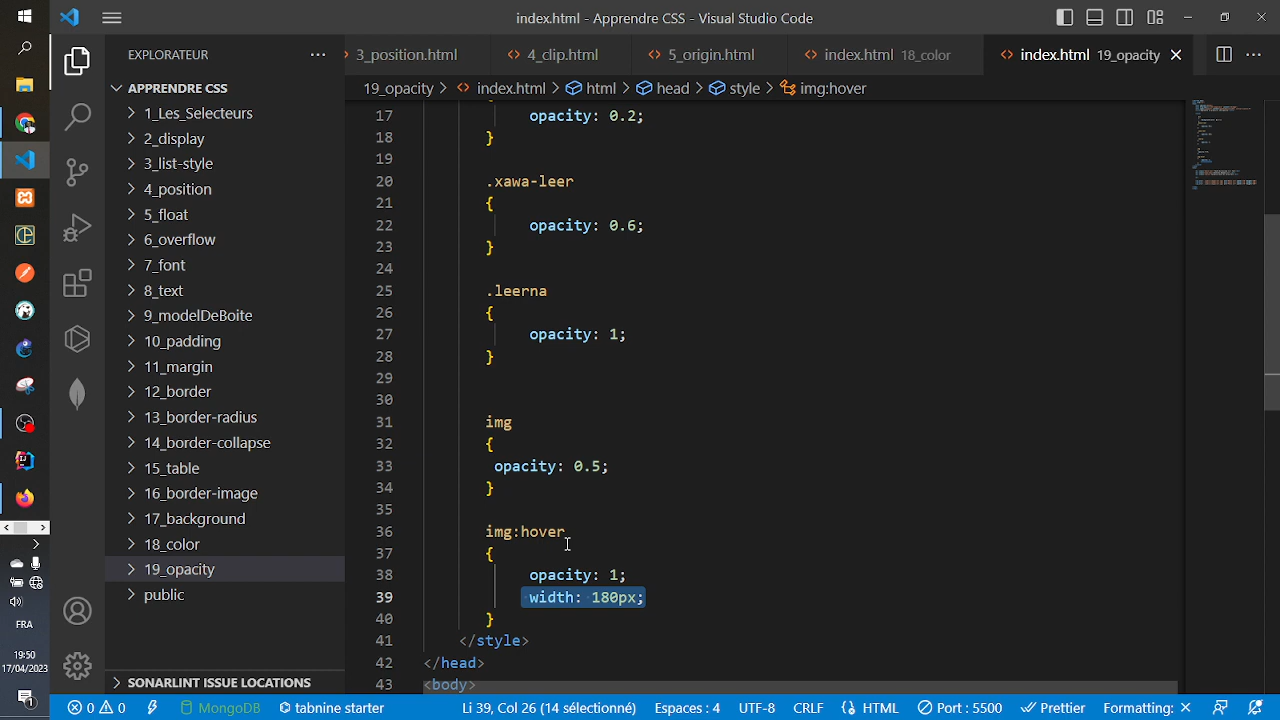 index.html - Apprendre CSS - Visual Studio Code
EXPLORATEUR
3_position.html
4_clip.html
5_origin.html
index.html 18_color
index.html 19_opacity
19_opacity > index.html > html > head > style > img:hover
APPRENDRE CSS
1_Les_Selecteurs
2_display
3_list-style
4_position
5_float
6_overflow
7_font
8_text
9_modelDeBoite
10_padding
11_margin
12_border
13_border-radius
14_border-collapse
15_table
16_border-image
17_background
18_color
19_opacity
public
SONARLINT ISSUE LOCATIONS
17 opacity: 0.2;
18 }
19
20 .xawa-leer
21 {
22 opacity: 0.6;
23 }
24
25 .leerna
26 {
27 opacity: 1;
28 }
29
30
31 img
32 {
33 opacity: 0.5;
34 }
35
36 img:hover
37 {
38 opacity: 1;
39 width: 180px;
40 }
41 </style>
42 </head>
43 <body>
FRA
19:50
17/04/2023
1
0 0 MongoDB tabnine starter Li 39, Col 26 (14 sélectionné) Espaces : 4 UTF-8 CRLF HTML Port : 5500 Prettier Formatting: ×